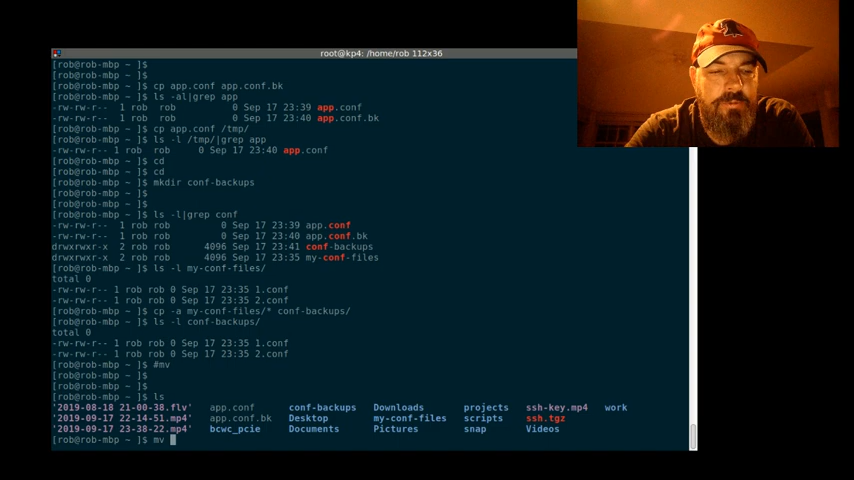 root@kp4: /home/rob 112x36
[rob@rob-mbp ~ ]$
[rob@rob-mbp ~ ]$
[rob@rob-mbp ~ ]$ cp app.conf app.conf.bk
[rob@rob-mbp ~ ]$ ls -al|grep app
-rw-rw-r-- 1 rob rob 0 Sep 17 23:39 app.conf
-rw-rw-r-- 1 rob rob 0 Sep 17 23:40 app.conf.bk
[rob@rob-mbp ~ ]$ cp app.conf /tmp/
[rob@rob-mbp ~ ]$ ls -l /tmp/|grep app
-rw-rw-r-- 1 rob rob 0 Sep 17 23:40 app.conf
[rob@rob-mbp ~ ]$ cd
[rob@rob-mbp ~ ]$ cd
[rob@rob-mbp ~ ]$ mkdir conf-backups
[rob@rob-mbp ~ ]$
[rob@rob-mbp ~ ]$
[rob@rob-mbp ~ ]$ ls -l|grep conf
-rw-rw-r-- 1 rob rob 0 Sep 17 23:39 app.conf
-rw-rw-r-- 1 rob rob 0 Sep 17 23:40 app.conf.bk
drwxrwxr-x 2 rob rob 4096 Sep 17 23:41 conf-backups
drwxrwxr-x 2 rob rob 4096 Sep 17 23:35 my-conf-files
[rob@rob-mbp ~ ]$ ls -l my-conf-files/
total 0
-rw-rw-r-- 1 rob rob 0 Sep 17 23:35 1.conf
-rw-rw-r-- 1 rob rob 0 Sep 17 23:35 2.conf
[rob@rob-mbp ~ ]$ cp -a my-conf-files/* conf-backups/
[rob@rob-mbp ~ ]$ ls -l conf-backups/
total 0
-rw-rw-r-- 1 rob rob 0 Sep 17 23:35 1.conf
-rw-rw-r-- 1 rob rob 0 Sep 17 23:35 2.conf
[rob@rob-mbp ~ ]$ #mv
[rob@rob-mbp ~ ]$
[rob@rob-mbp ~ ]$
[rob@rob-mbp ~ ]$ ls
'2019-08-18 21-00-38.flv' app.conf conf-backups Downloads projects ssh-key.mp4 work
'2019-09-17 22-14-51.mp4' app.conf.bk Desktop my-conf-files scripts ssh.tgz
'2019-09-17 23-38-22.mp4' bcwc_pcie Documents Pictures snap Videos
[rob@rob-mbp ~ ]$ mv